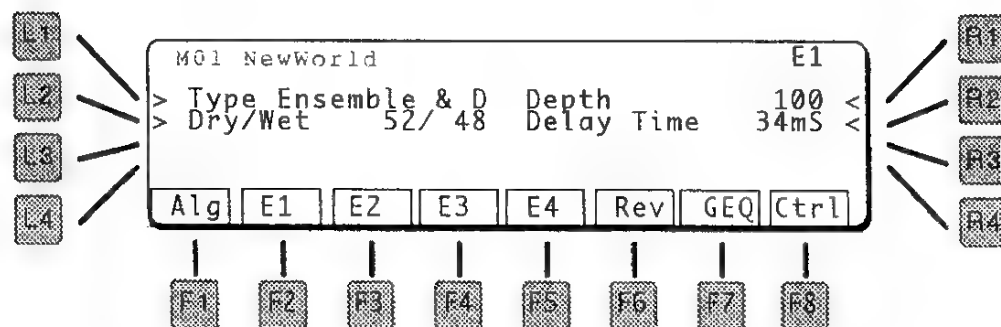 L1
R1
M01 NewWorld E1
L2
R2
> Type Ensemble & D Depth 100 <
> Dry/Wet 52/ 48 Delay Time 34mS <
L3
R3
L4
R4
Alg E1 E2 E3 E4 Rev GEQ Ctrl
F1 F2 F3 F4 F5 F6 F7 F8